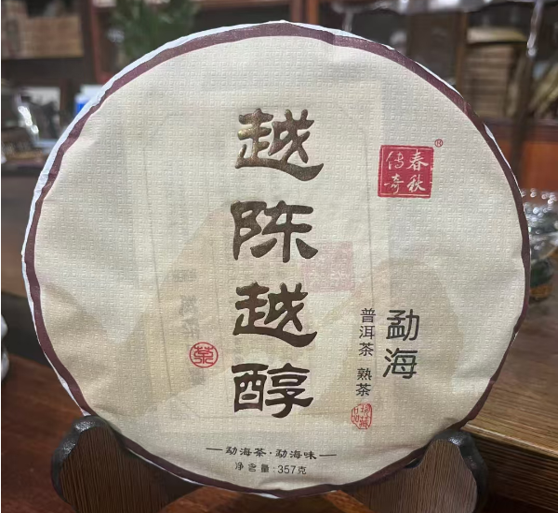 越陈越醇
春秋
传奇
®
勐海
普洱茶 熟茶
茶
勐海茶·勐海味
净含量:357克